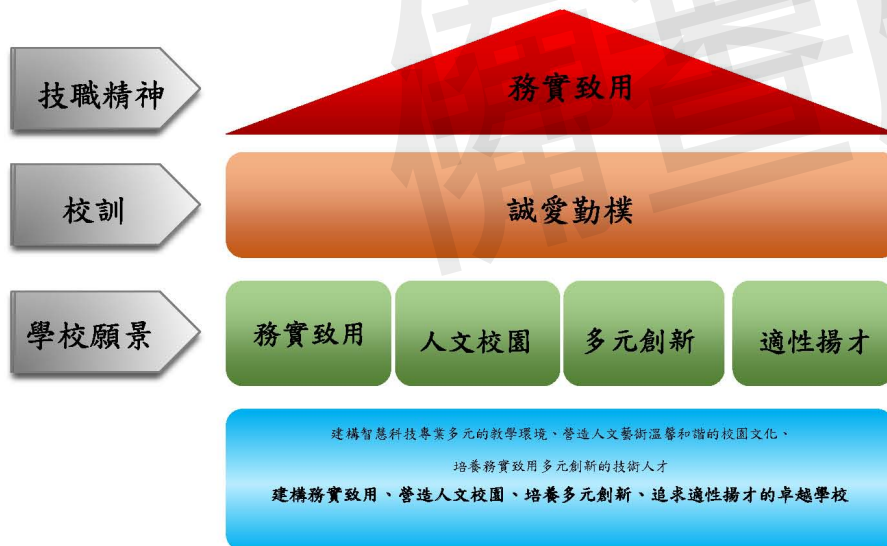 備查
技職精神
務實致用
校訓
誠愛勤樸
學校願景
務實致用
人文校園
多元創新
適性揚才
建構智慧科技專業多元的教學環境、營造人文藝術溫馨和諧的校園文化、
培養務實致用多元創新的技術人才
建構務實致用、營造人文校園、培養多元創新、追求適性揚才的卓越學校